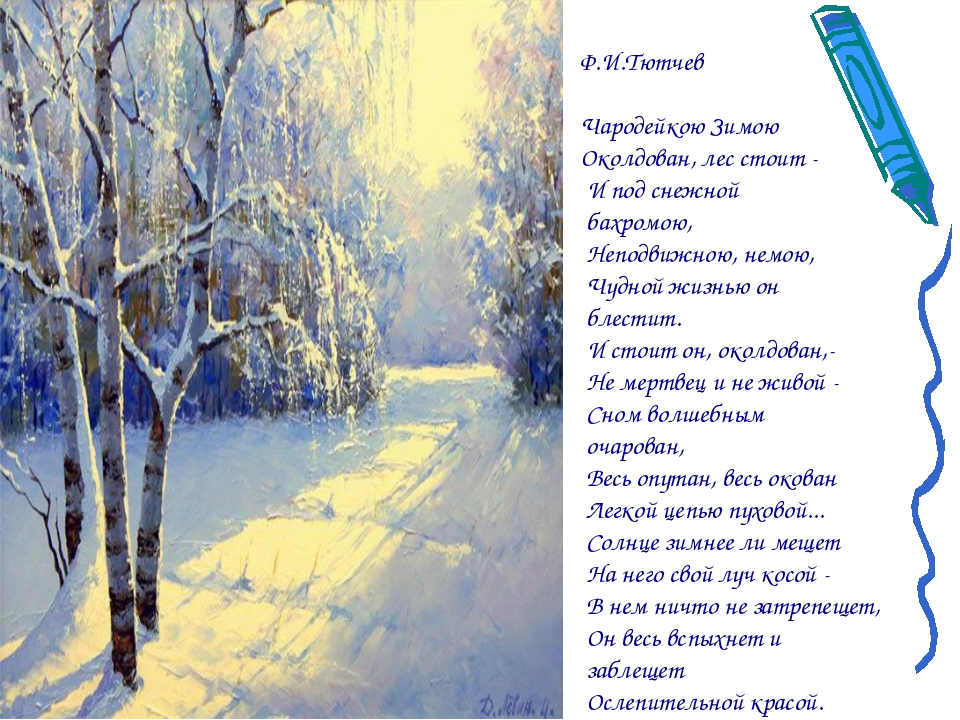 Ф.И.Тютчев
Чародейкою Зимою
Околдован, лес стоит -
И под снежной
бахромою,
Неподвижною, немою,
Чудной жизнью он
блестит.
И стоит он, околдован,-
Не мертвец и не живой -
Сном волшебным
очарован,
Весь опутан, весь окован
Легкой цепью пуховой...
Солнце зимнее ли мещет
На него свой луч косой -
В нем ничто не затрепещет,
Он весь вспыхнет и
заблещет
Ослепительной красой.